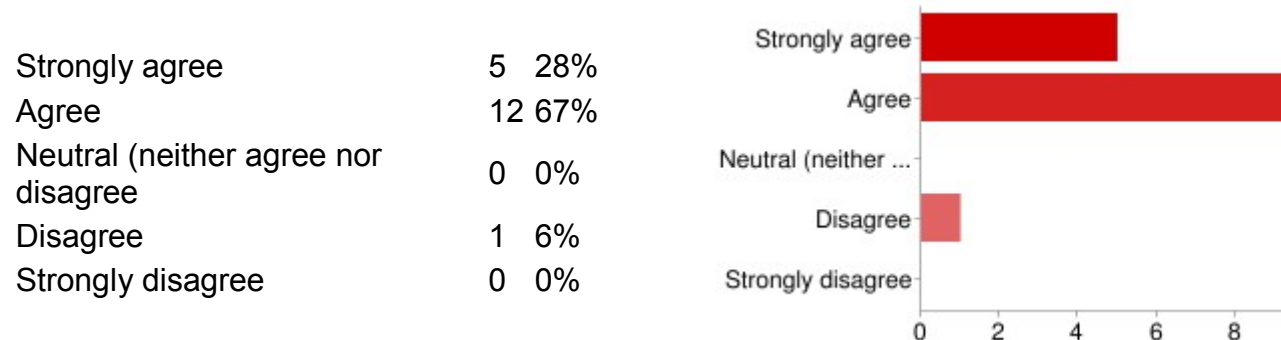 Strongly agree 5 28%
Agree 12 67%
Neutral (neither agree nor
disagree 0 0%
Disagree 1 6%
Strongly disagree 0 0%
Strongly agree
Agree
Neutral (neither ...
Disagree
Strongly disagree
0 2 4 6 8